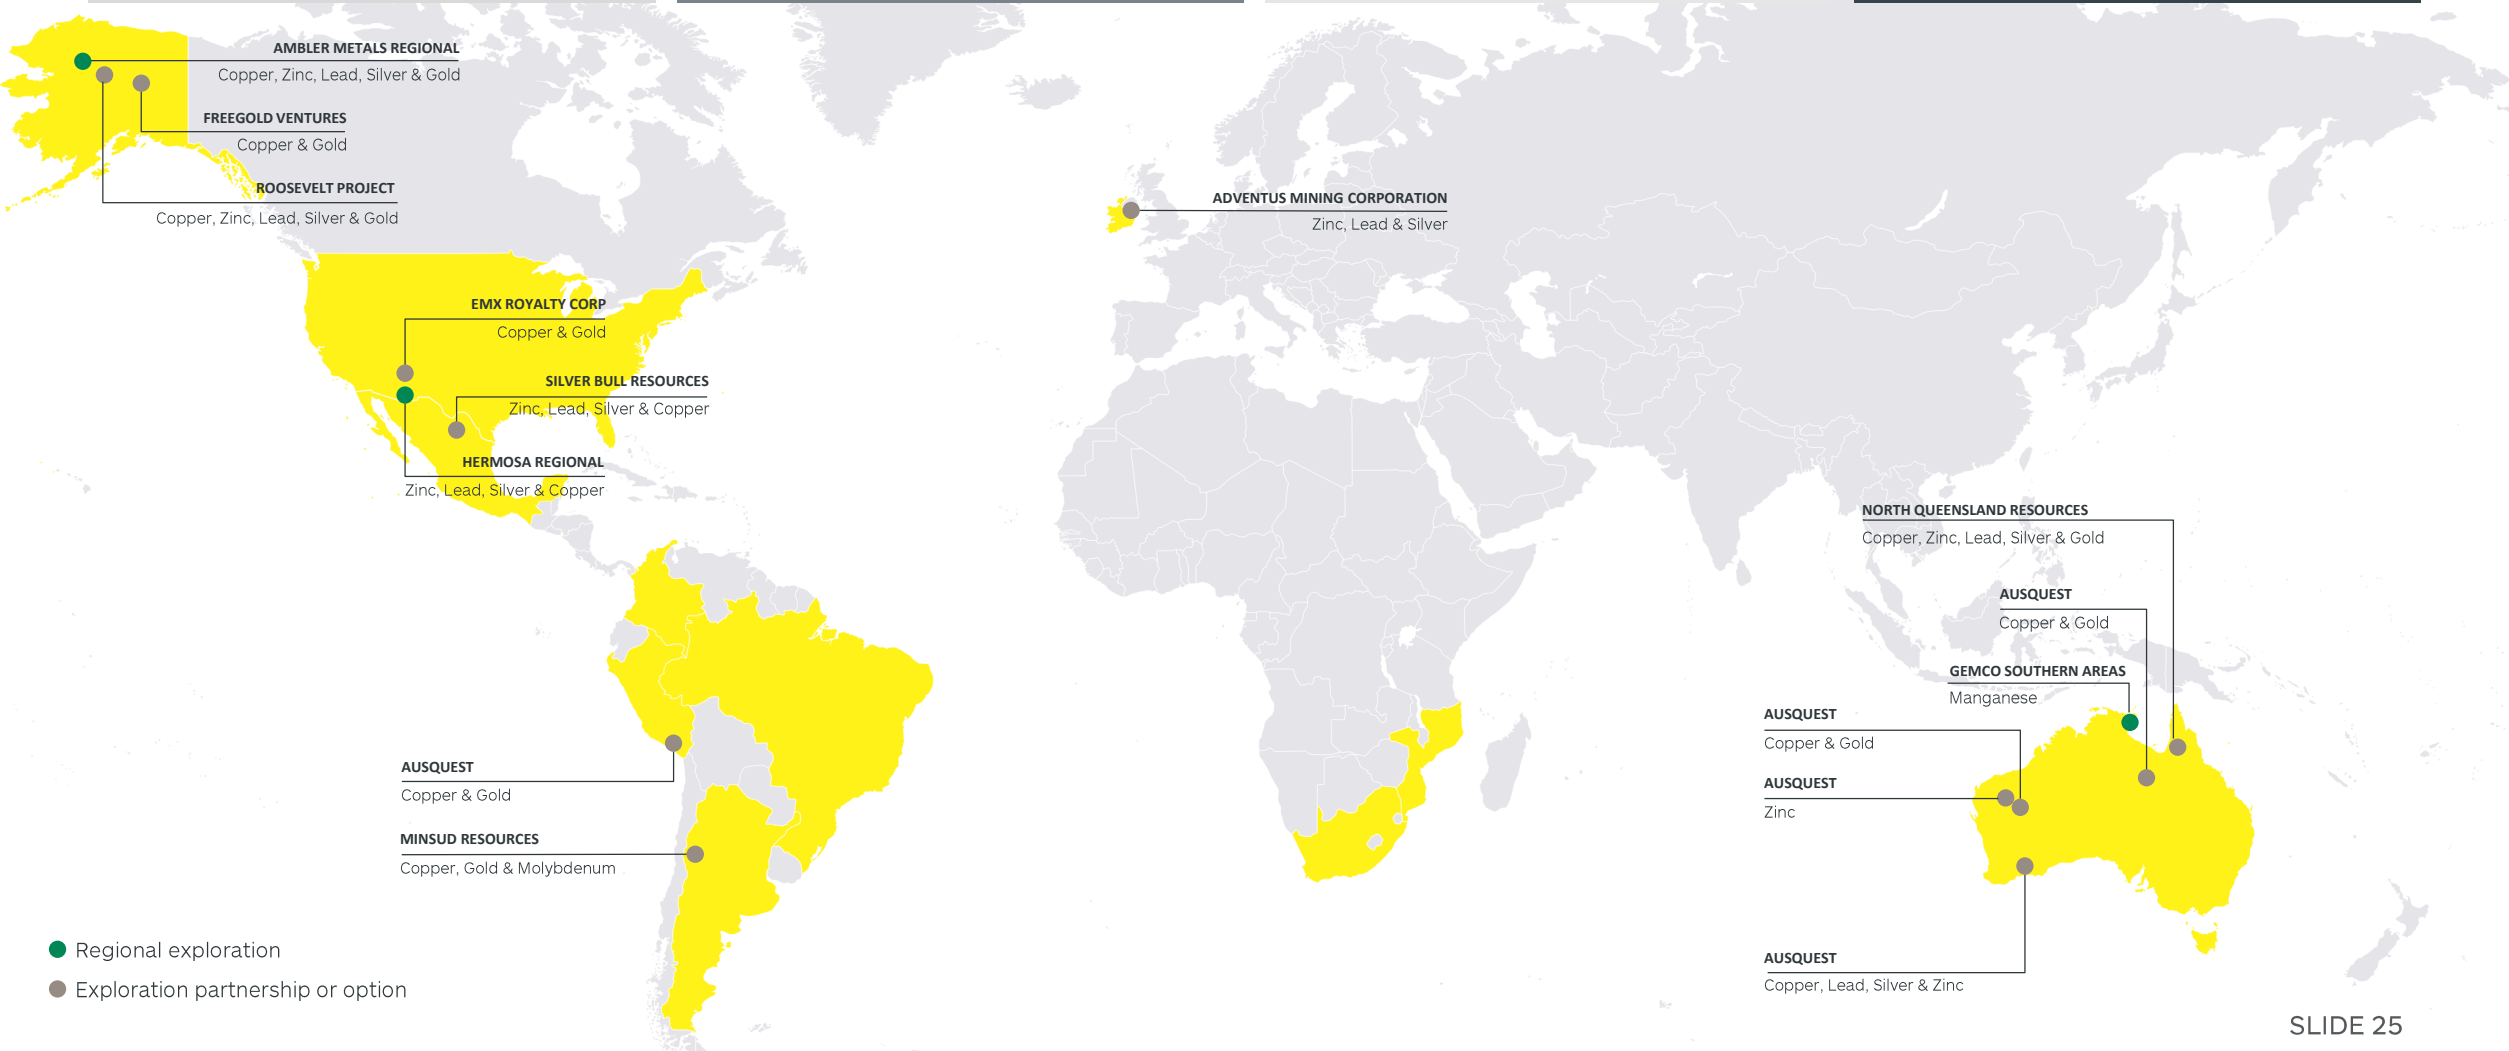 AMBLER METALS REGIONAL
Copper, Zinc, Lead, Silver & Gold
FREEGOLD VENTURES
Copper & Gold
ROOSEVELT PROJECT
Copper, Zinc, Lead, Silver & Gold
ADVENTUS MINING CORPORATION
Zinc, Lead & Silver
EMX ROYALTY CORP
Copper & Gold
SILVER BULL RESOURCES
Zinc, Lead, Silver & Copper
HERMOSA REGIONAL
Zinc, Lead, Silver & Copper
NORTH QUEENSLAND RESOURCES
Copper, Zinc, Lead, Silver & Gold
AUSQUEST
Copper & Gold
GEMCO SOUTHERN AREAS
Manganese
AUSQUEST
Copper & Gold
AUSQUEST
Zinc
AUSQUEST
Copper & Gold
MINSUD RESOURCES
Copper, Gold & Molybdenum
AUSQUEST
Copper, Lead, Silver & Zinc
Regional exploration
Exploration partnership or option
SLIDE 25